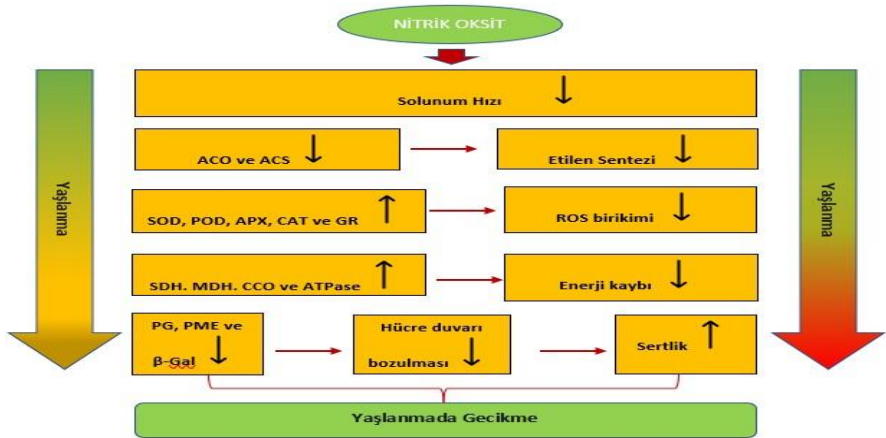 NİTRİK OKSİT
Yaşlanma
Yaşlanma
Solunum Hızı
ACO ve ACS
Etilen Sentezi
SOD, POD, APX, CAT ve GR
ROS birikimi
SDH. MDH. CCO ve ATPase
Enerji kaybı
PG, PME ve
β-Gal
Hücre duvarı
bozulması
Sertlik
Yaşlanmada Gecikme